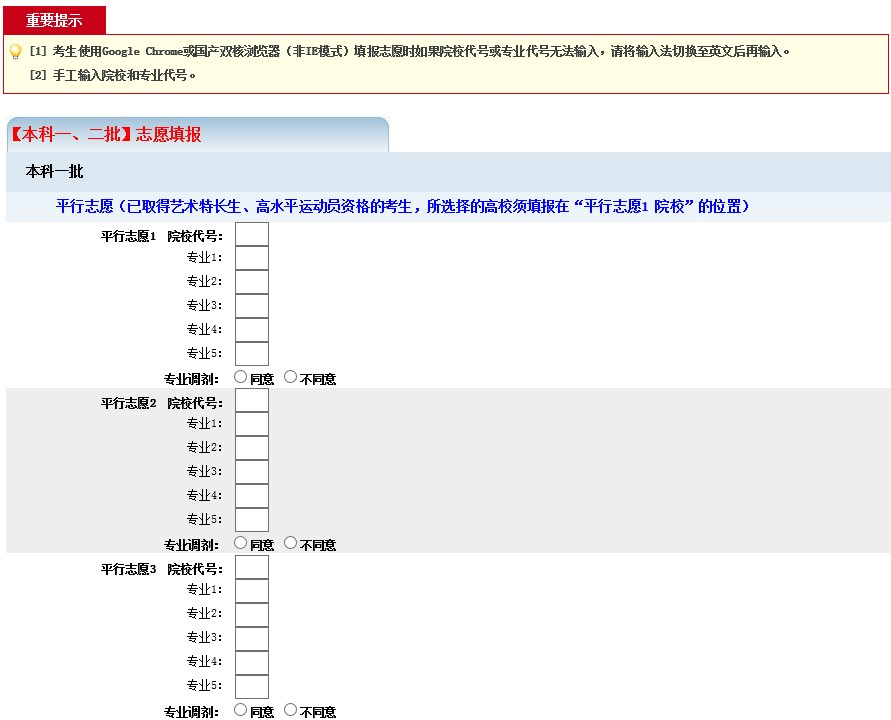 重要提示
[1] 考生使用Google Chrome或国产双核浏览器（非IE模式）填报志愿时如果院校代号或专业代号无法输入，请将输入法切换至英文后再输入。
[2] 手工输入院校和专业代号。
【本科一、二批】志愿填报
本科一批
平行志愿（已取得艺术特长生、高水平运动员资格的考生，所选择的高校须填报在“平行志愿1 院校”的位置）
平行志愿1 院校代号：
专业1：
专业2：
专业3：
专业4：
专业5：
专业调剂： 同意 不同意
平行志愿2 院校代号：
专业1：
专业2：
专业3：
专业4：
专业5：
专业调剂： 同意 不同意
平行志愿3 院校代号：
专业1：
专业2：
专业3：
专业4：
专业5：
专业调剂： 同意 不同意